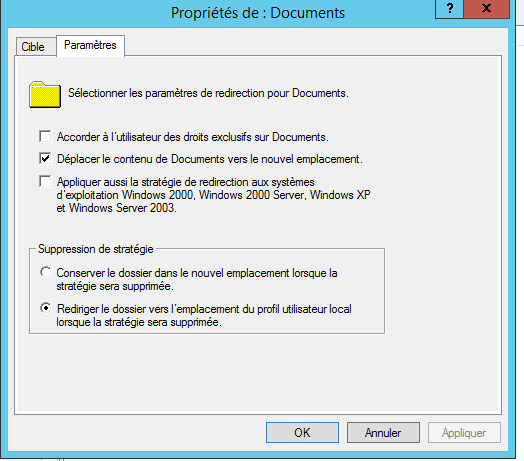 Propriétés de : Documents
?
x
Cible
Paramètres
Sélectionner les paramètres de redirection pour Documents.
Accorder à l'utilisateur des droits exclusifs sur Documents.
Déplacer le contenu de Documents vers le nouvel emplacement.
Appliquer aussi la stratégie de redirection aux systèmes
d'exploitation Windows 2000, Windows 2000 Server, Windows XP
et Windows Server 2003.
Suppression de stratégie
Conserver le dossier dans le nouvel emplacement lorsque la
stratégie sera supprimée.
Rediriger le dossier vers l'emplacement du profil utilisateur local
lorsque la stratégie sera supprimée.
OK
Annuler
Appliquer